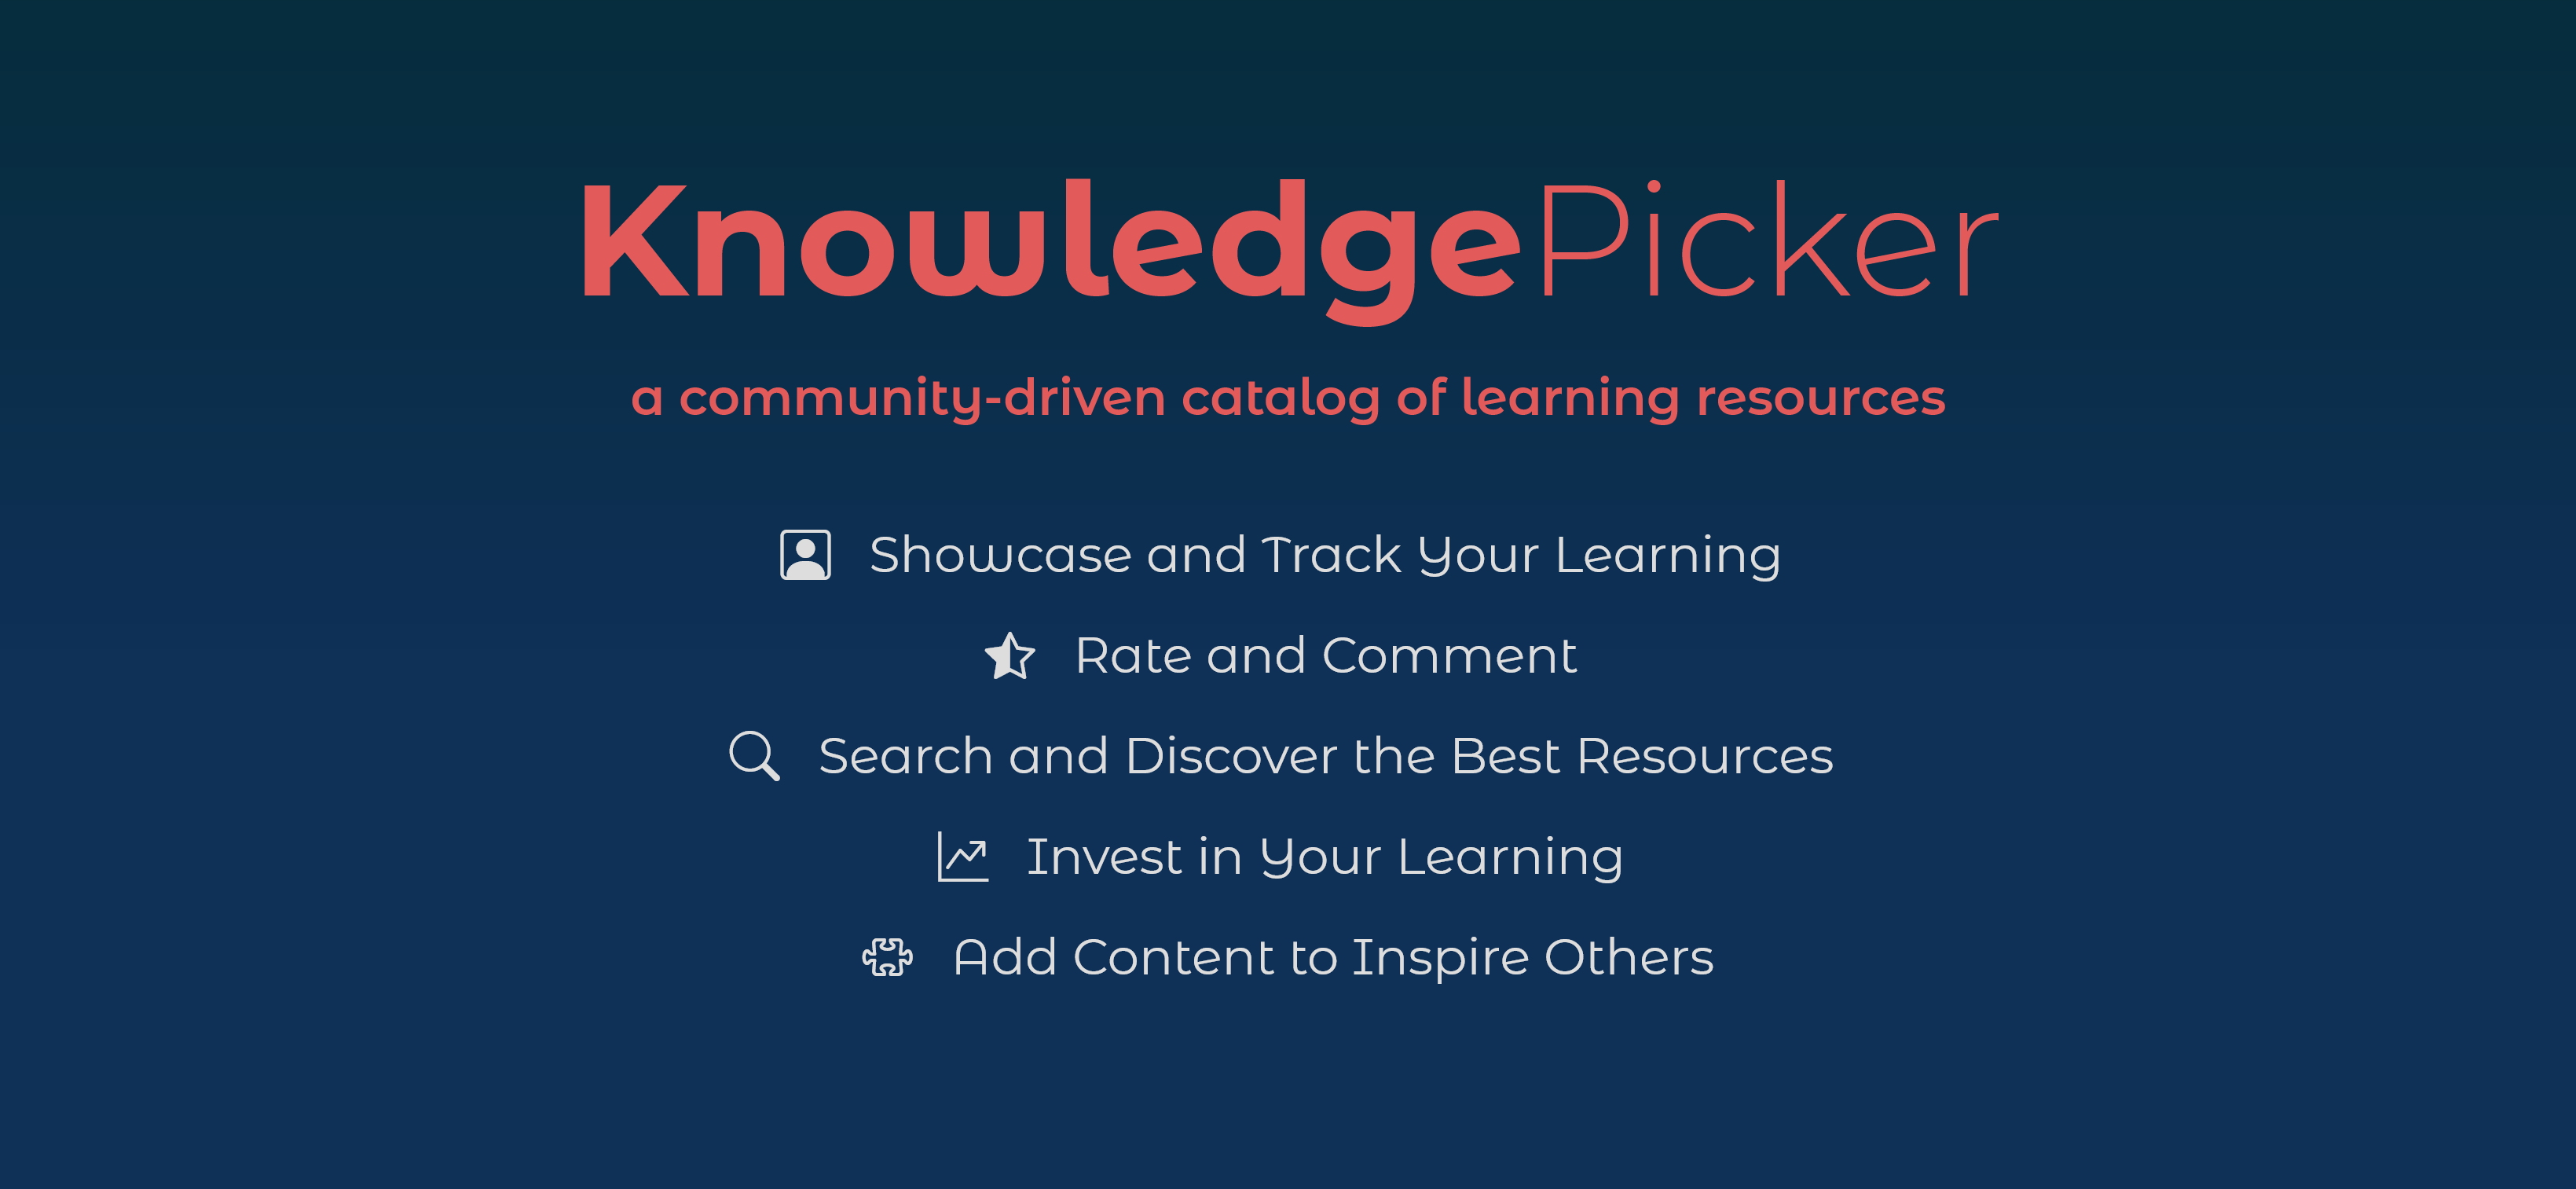 KnowledgePicker
a community-driven catalog of learning resources
Showcase and Track Your Learning
Rate and Comment
Search and Discover the Best Resources
Invest in Your Learning
Add Content to Inspire Others